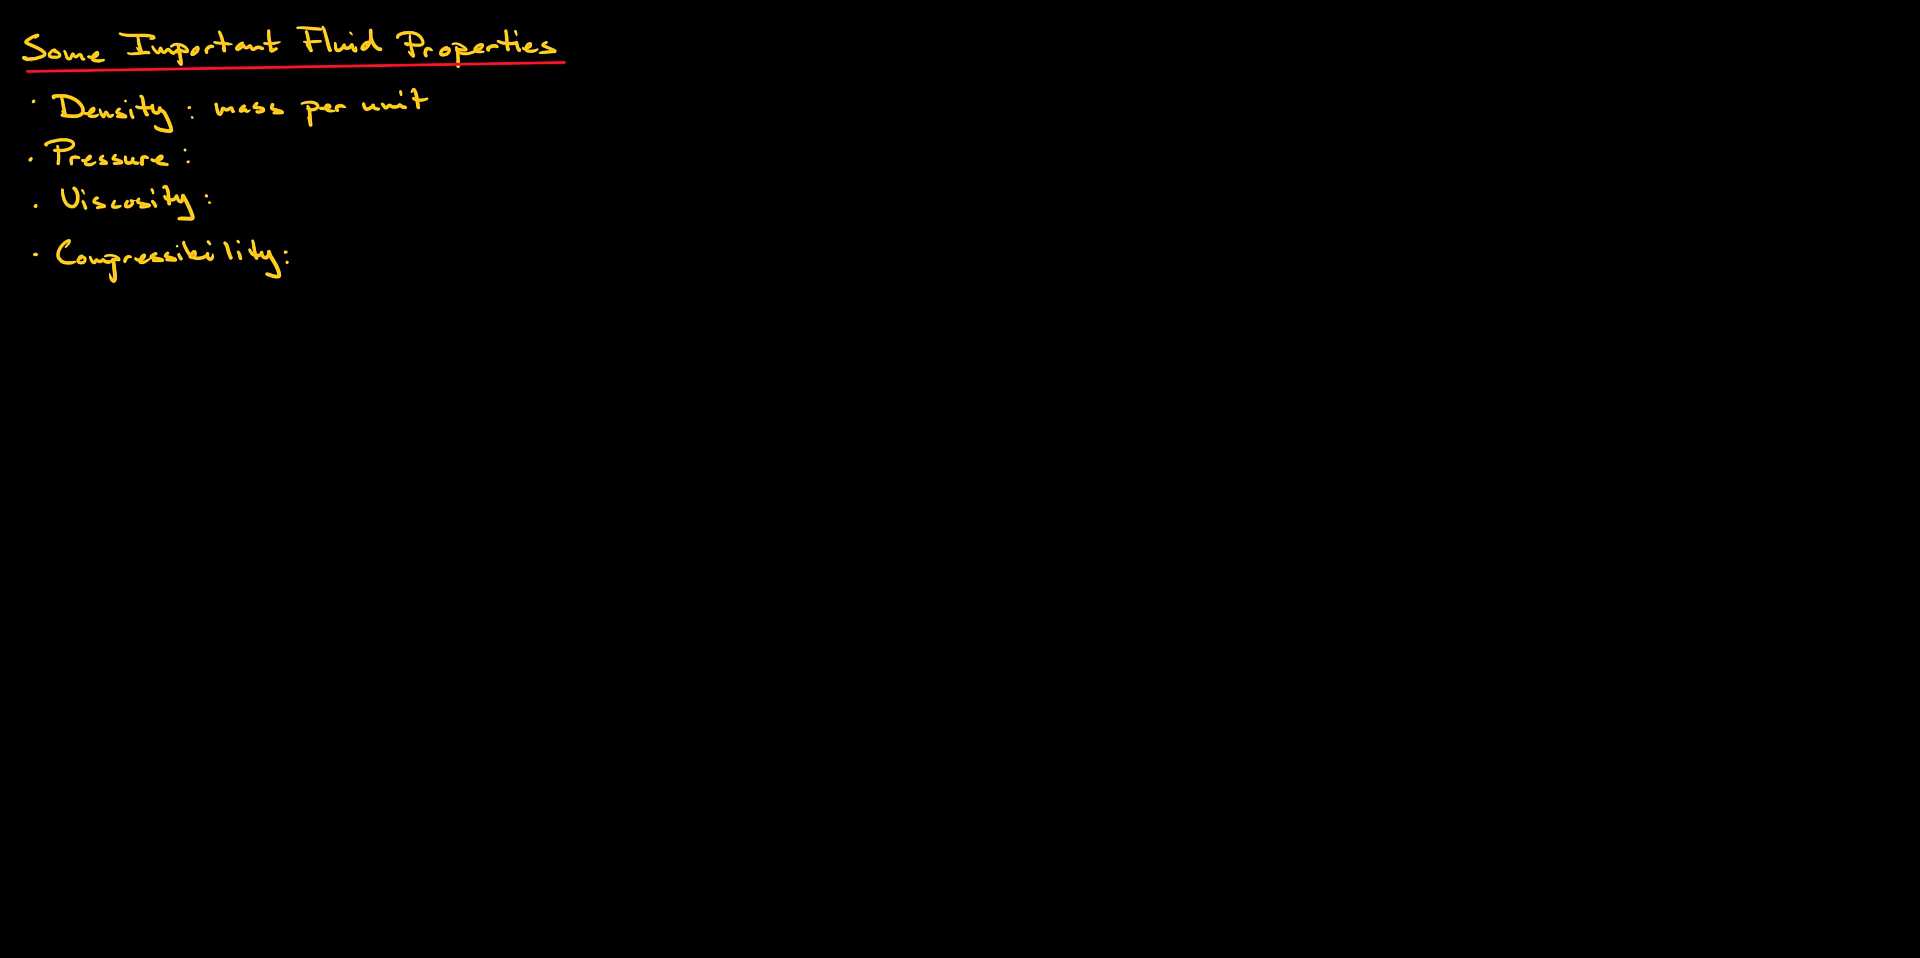 Some Important Fluid Properties
· Density: mass per unit
· Pressure:
· Viscosity:
· Compressibility: